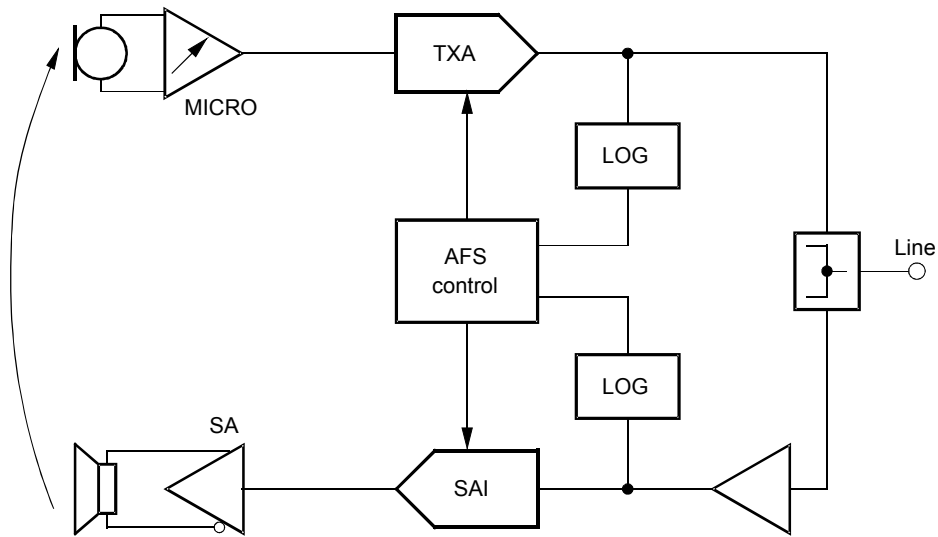 TXA
MICRO
LOG
AFS
control
Line
LOG
SA
SAI